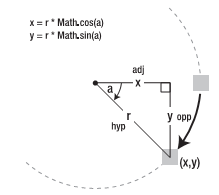 x = r * Math.cos(a)
y = r * Math.sin(a)
adj
x
a
r
hyp
y opp
(x,y)